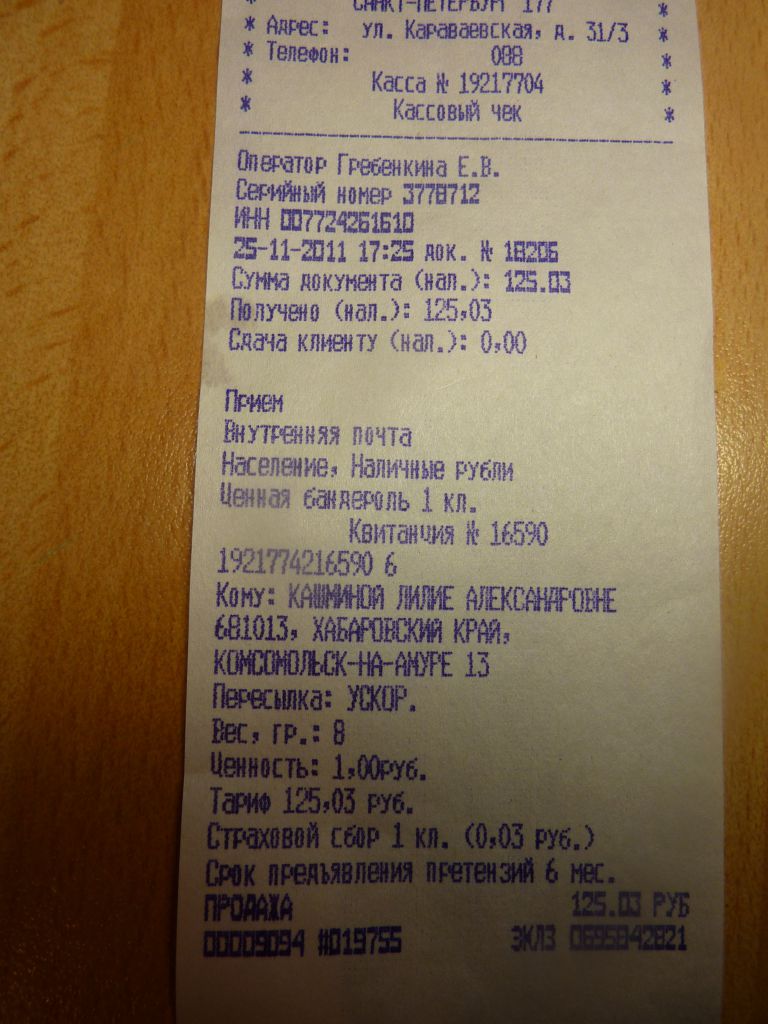 САНКТ-ПЕТЕРБУРГ 177
* Адрес: ул. Караваевская, д. 31/3 *
* Телефон: 088 *
* Касса № 19217704 *
* Кассовый чек *
Оператор Гребенкина Е.В.
Серийный номер 3778712
ИНН 007724261610
25-11-2011 17:25 док. № 18206
Сумма документа (нал.): 125.03
Получено (нал.): 125,03
Сдача клиенту (нал.): 0,00
Прием
Внутренняя почта
Население, Наличные рубли
Ценная бандероль 1 кл.
Квитанция № 16590
1921774216590 6
Кому: КАШМИНОЙ ЛИЛИЕ АЛЕКСАНДРОВНЕ
681013, ХАБАРОВСКИЙ КРАЙ,
КОМСОМОЛЬСК-НА-АМУРЕ 13
Пересылка: УСКОР.
Вес, гр.: 8
Ценность: 1,00руб.
Тариф 125,03 руб.
Страховой сбор 1 кл. (0,03 руб.)
Срок предъявления претензий 6 мес.
ПРОДАЖА 125.03 РУБ
00009094 #019755 ЭКЛЗ 0695842821